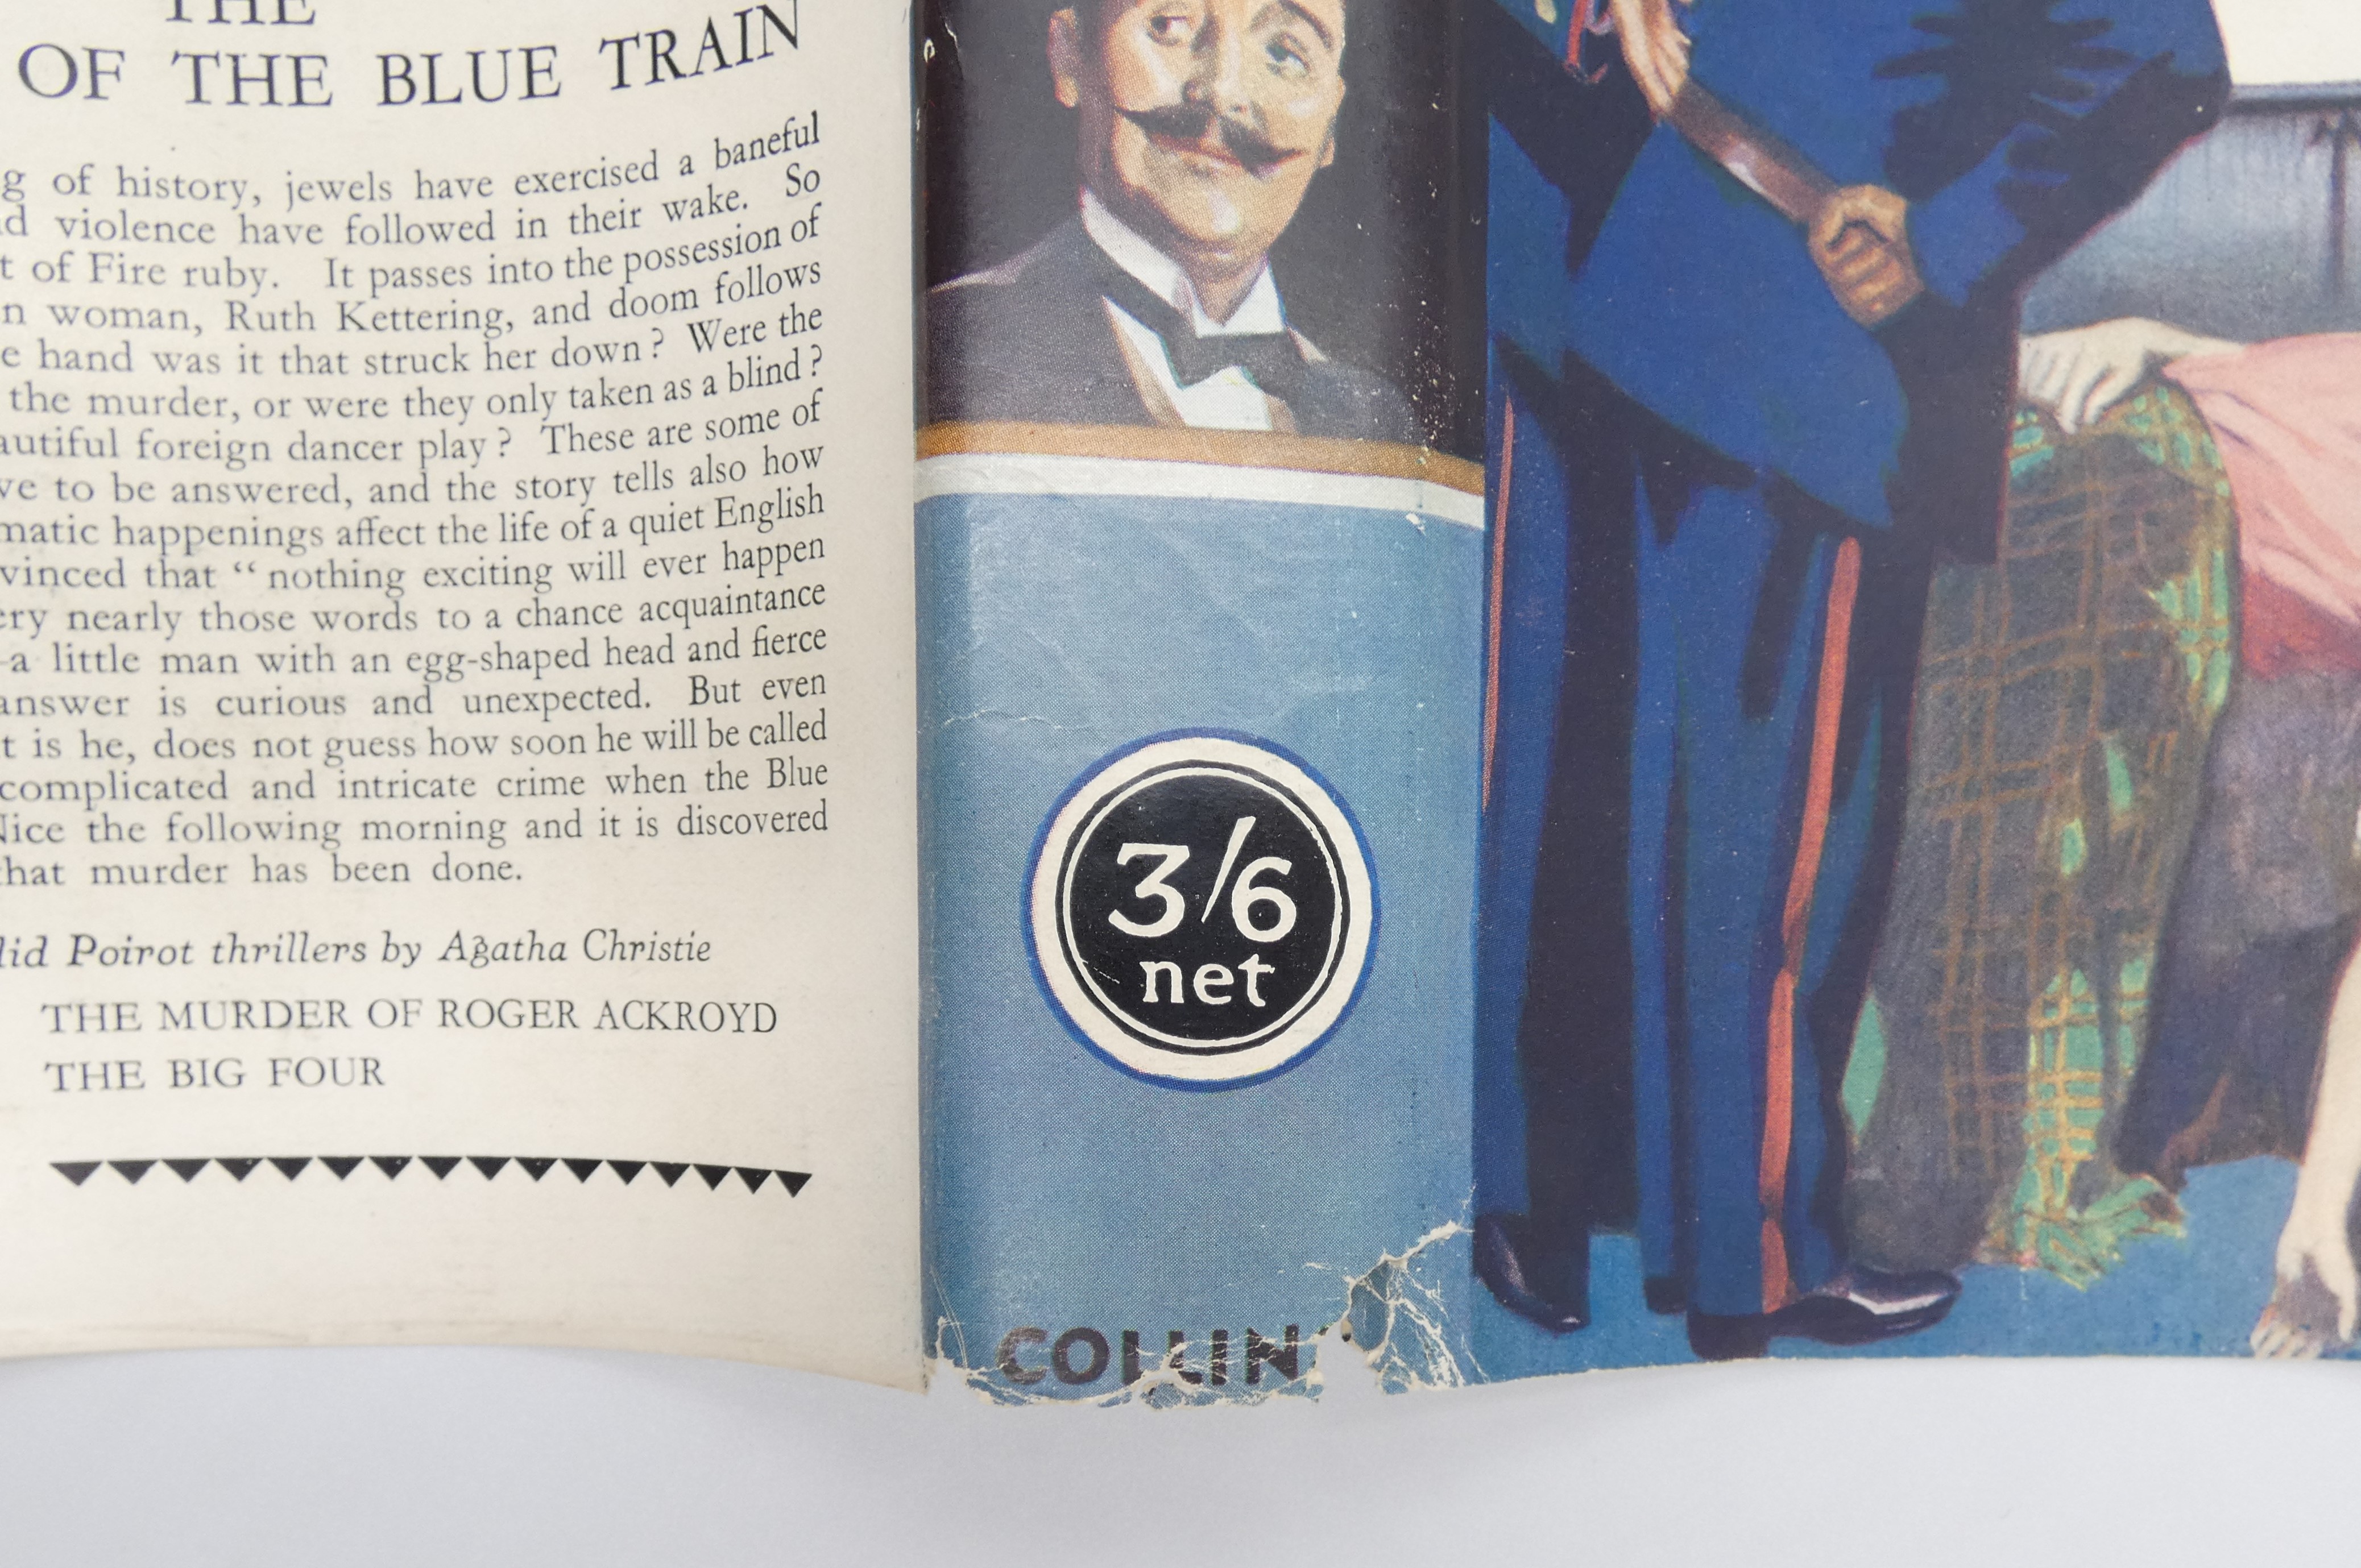 THE
OF THE BLUE TRAIN
of history, jewels have exercised a baneful
violence have followed in their wake. So
of Fire ruby. It passes into the possession of
woman, Ruth Kettering, and doom follows
hand was it that struck her down? Were the
the murder, or were they only taken as a blind?
foreign dancer play? These are some of
to be answered, and the story tells also how
happenings affect the life of a quiet English
that “nothing exciting will ever happen
nearly those words to a chance acquaintance
—a little man with an egg-shaped head and fierce
answer is curious and unexpected. But even
is he, does not guess how soon he will be called
complicated and intricate crime when the Blue
Nice the following morning and it is discovered
that murder has been done.
Poirot thrillers by Agatha Christie
THE MURDER OF ROGER ACKROYD
THE BIG FOUR
3/6
net
COLLIN